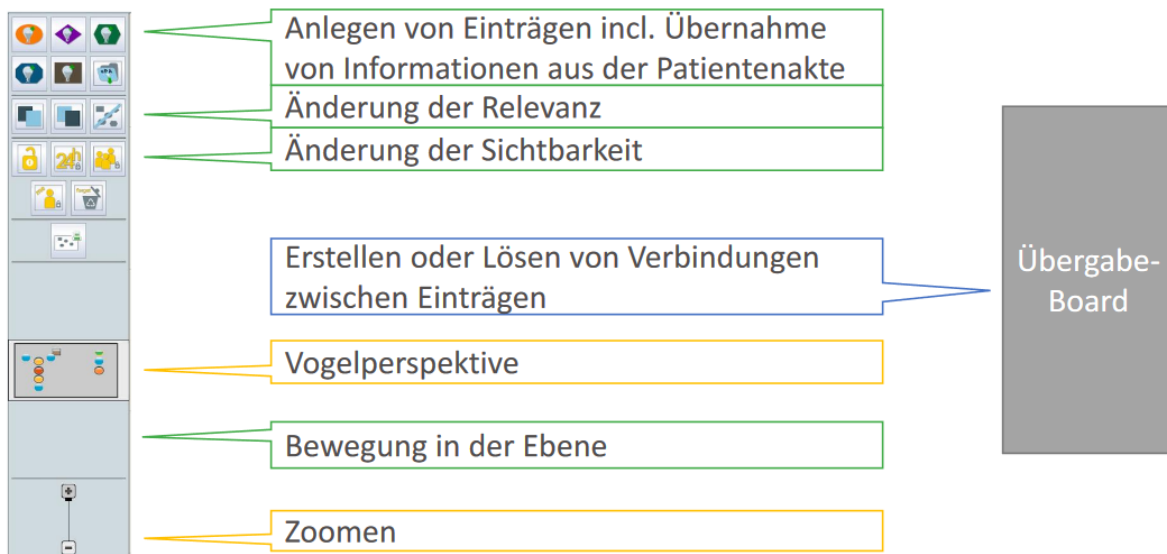 Anlegen von Einträgen incl. Übernahme
von Informationen aus der Patientenakte
Änderung der Relevanz
Änderung der Sichtbarkeit
24h
Erstellen oder Lösen von Verbindungen
zwischen Einträgen
Übergabe-
Board
Vogelperspektive
Bewegung in der Ebene
Zoomen